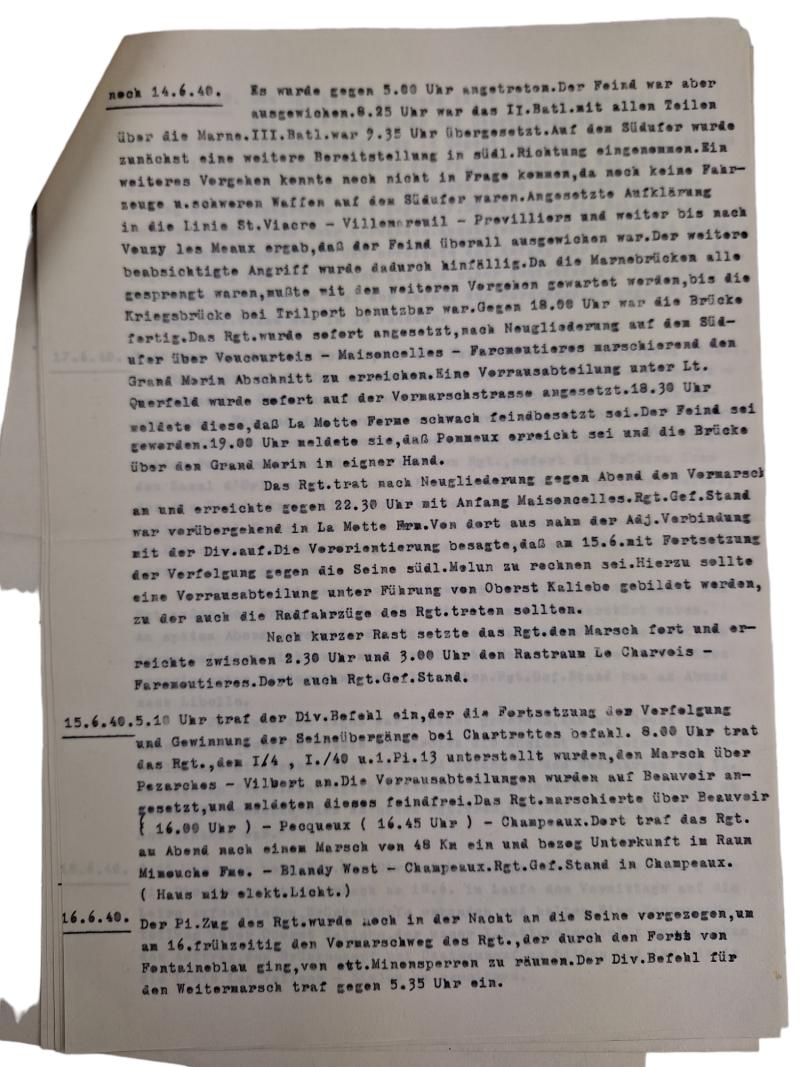 noch 14.6.40. Es wurde gegen 5.00 Uhr angetreten.Der Feind war aber
ausgewichen.8.25 Uhr war das II.Batl.mit allen Teilen
über die Marne.III.Batl.war 9.35 Uhr übergesetzt.Auf dem Südufer wurde
zunächst eine weitere Bereitstellung in südl.Richtung eingenommen.Ein
weiteres Vorgehen konnte noch nicht in Frage kommen,da noch keine Fahr-
zeuge u.schweren Waffen auf dem Südufer waren.Angesetzte Aufklärung
in die Linie St.Viacre - Villemareuil - Previlliers und weiter bis nach
Vouzy les Meaux ergab,daß der Feind überall ausgewichen war.Der weitere
beabsichtigte Angriff wurde dadurch hinfällig.Da die Marnebrücken alle
gesprengt waren,mußte mit dem weiteren Vorgehen gewartet werden,bis die
Kriegsbrücke bei Trilport benutzbar war.Gegen 18.00 Uhr war die Brücke
fertig.Das Rgt.wurde sofort angesetzt,nach Neugliederung auf dem Süd-
ufer über Voucourtois - Maisoncelles - Farmoutieres marschierend den
Grand Morin Abschnitt zu erreichen.Eine Vorrausabteilung unter Lt.
Querfeld wurde sofort auf der Vormarschstrasse angesetzt.18.30 Uhr
meldete diese,daß La Motte Ferme schwach feindbesetzt sei.Der Feind sei
geworden.19.00 Uhr meldete sie,daß Pommeux erreicht sei und die Brücke
über den Grand Morin in eigner Hand.
Das Rgt.trat nach Neugliederung gegen Abend den Vormarsch
an und erreichte gegen 22.30 Uhr mit Anfang Maisoncelles.Rgt.Gef.Stand
war vorübergehend in La Motte Frm.Von dort aus nahm der Adj.Verbindung
mit der Div.auf.Die Vororientierung besagte,daß am 15.6.mit Fortsetzung
der Verfolgung gegen die Seine südl.Melun zu rechnen sei.Hierzu sollte
eine Vorrausabteilung unter Führung von Oberst Kaliebe gebildet werden,
zu der auch die Radfahrzüge des Rgt.treten sollten.
Nach kurzer Rast setzte das Rgt.den Marsch fort und er-
reichte zwischen 2.30 Uhr und 3.00 Uhr den Rastraum Le Charvois -
Faremoutieres.Dort auch Rgt.Gef.Stand.
15.6.40.5.10 Uhr traf der Div.Befehl ein,der die Fortsetzung der Verfolgung
und Gewinnung der Seineübergänge bei Chartrettes befahl. 8.00 Uhr trat
das Rgt.,dem I/4 , I./40 u.1.Pi.13 unterstellt wurden,den Marsch über
Pezarches - Vilbert an.Die Vorrausabteilungen wurden auf Beauvoir an-
gesetzt,und meldeten dieses feindfrei.Das Rgt.marschierte über Beauvoir
( 16.00 Uhr ) - Pecqueux ( 16.45 Uhr ) - Champeaux.Dort traf das Rgt.
am Abend nach einem Marsch von 48 Km ein und bezog Unterkunft im Raum
Mimouche Fme. - Blandy West - Champeaux.Rgt.Gef.Stand in Champeaux.
( Haus mit elekt.Licht.)
16.6.40. Der Pi.Zug des Rgt.wurde noch in der Nacht an die Seine vorgezogen,um
am 16.frühzeitig den Vormarschweg des Rgt.,der durch den Forst von
Fontaineblau ging,von ett.Minensperren zu räumen.Der Div.Befehl für
den Weitermarsch traf gegen 5.35 Uhr ein.